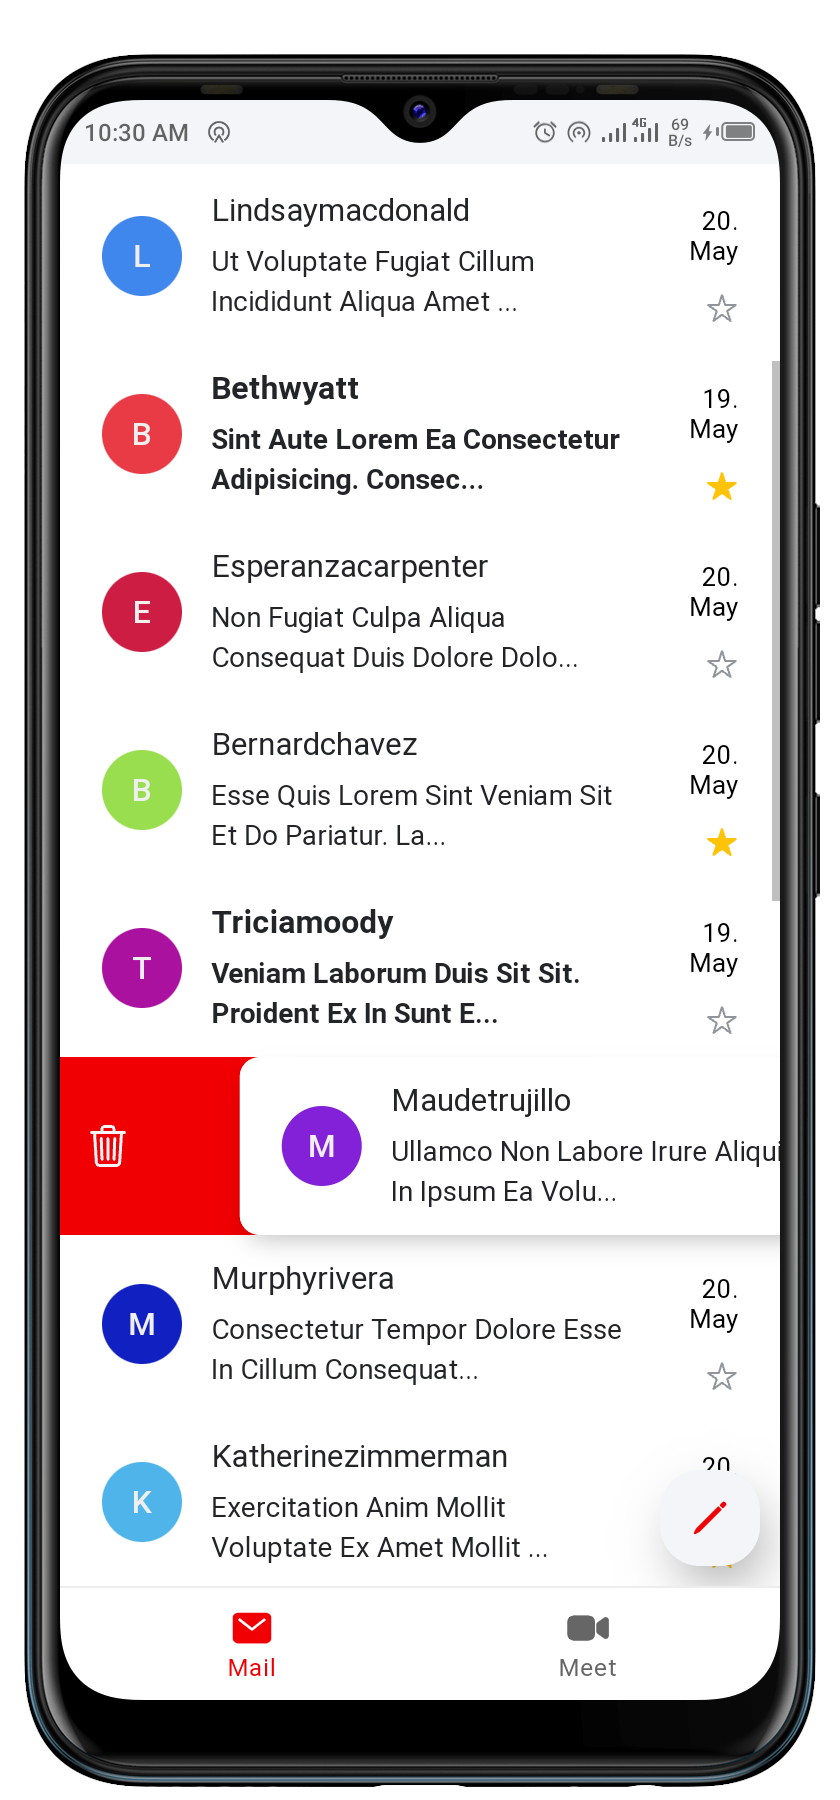 10:30 AM
4G
69
B/s
L
Lindsaymacdonald
20.
May
Ut Voluptate Fugiat Cillum
Incididunt Aliqua Amet ...
B
Bethwyatt
19.
May
Sint Aute Lorem Ea Consectetur
Adipisicing. Consec...
E
Esperanzacarpenter
20.
May
Non Fugiat Culpa Aliqua
Consequat Duis Dolore Dolo...
B
Bernardchavez
20.
May
Esse Quis Lorem Sint Veniam Sit
Et Do Pariatur. La...
T
Triciamoody
19.
May
Veniam Laborum Duis Sit Sit.
Proident Ex In Sunt E...
M
Maudetrujillo
Ullamco Non Labore Irure Aliqui
In Ipsum Ea Volu...
M
Murphyrivera
20.
May
Consectetur Tempor Dolore Esse
In Cillum Consequat...
K
Katherinezimmerman
20.
Exercitation Anim Mollit
Voluptate Ex Amet Mollit ...
Mail
Meet